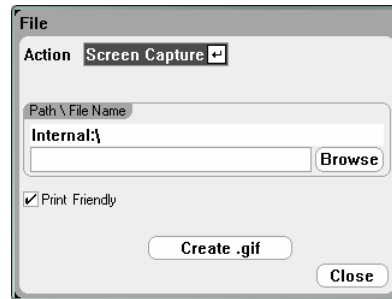 File
Action Screen Capture
Path \ File Name
Internal:\
Browse
Print Friendly
Create .gif
Close